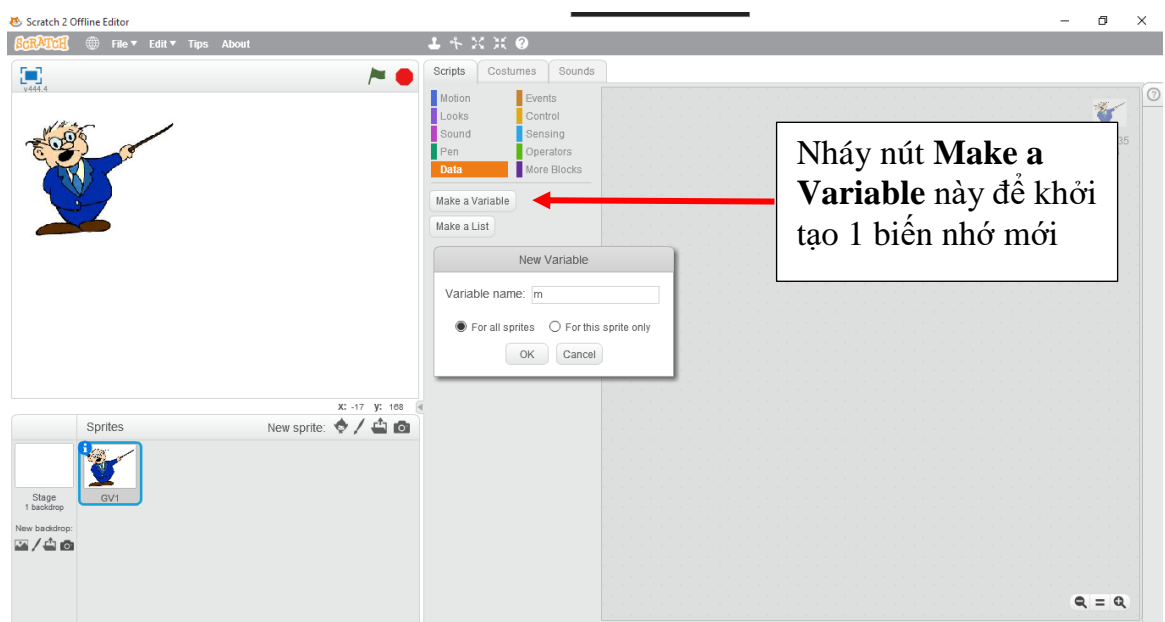 Scratch 2 Offline Editor
SCRATCH File Edit Tips About
v444.4
Scripts Costumes Sounds
Motion Events
Looks Control
Sound Sensing
Pen Operators
Data More Blocks
Make a Variable
Make a List
Nháy nút Make a
Variable này để khởi
tạo 1 biến nhớ mới
35
New Variable
Variable name: m
For all sprites For this sprite only
OK Cancel
X: -17 Y: 168
Sprites New sprite:
Stage
1 backdrop
GV1
New backdrop: